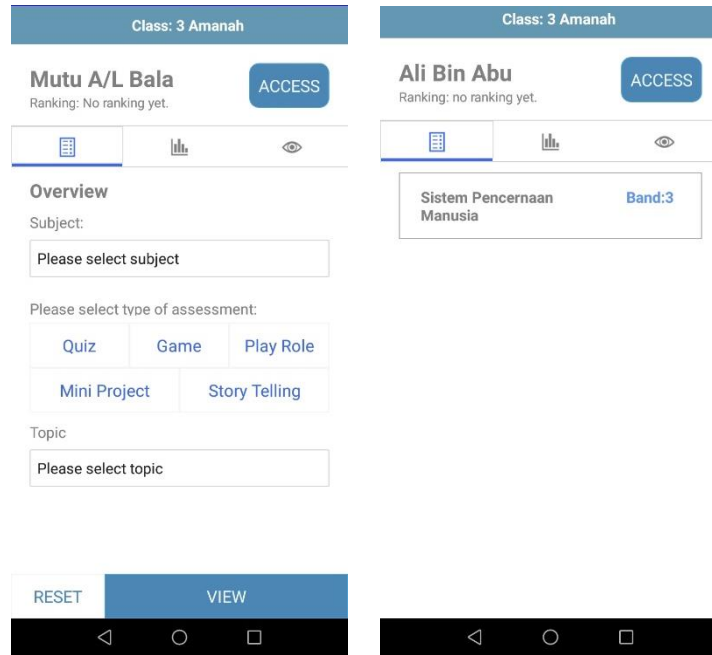 Class: 3 Amanah
Mutu A/L Bala
ACCESS
Ranking: No ranking yet.
Overview
Subject:
Please select subject
Please select type of assessment:
Quiz Game Play Role
Mini Project Story Telling
Topic
Please select topic
RESET VIEW
Class: 3 Amanah
Ali Bin Abu
ACCESS
Ranking: no ranking yet.
Sistem Pencernaan Band:3
Manusia